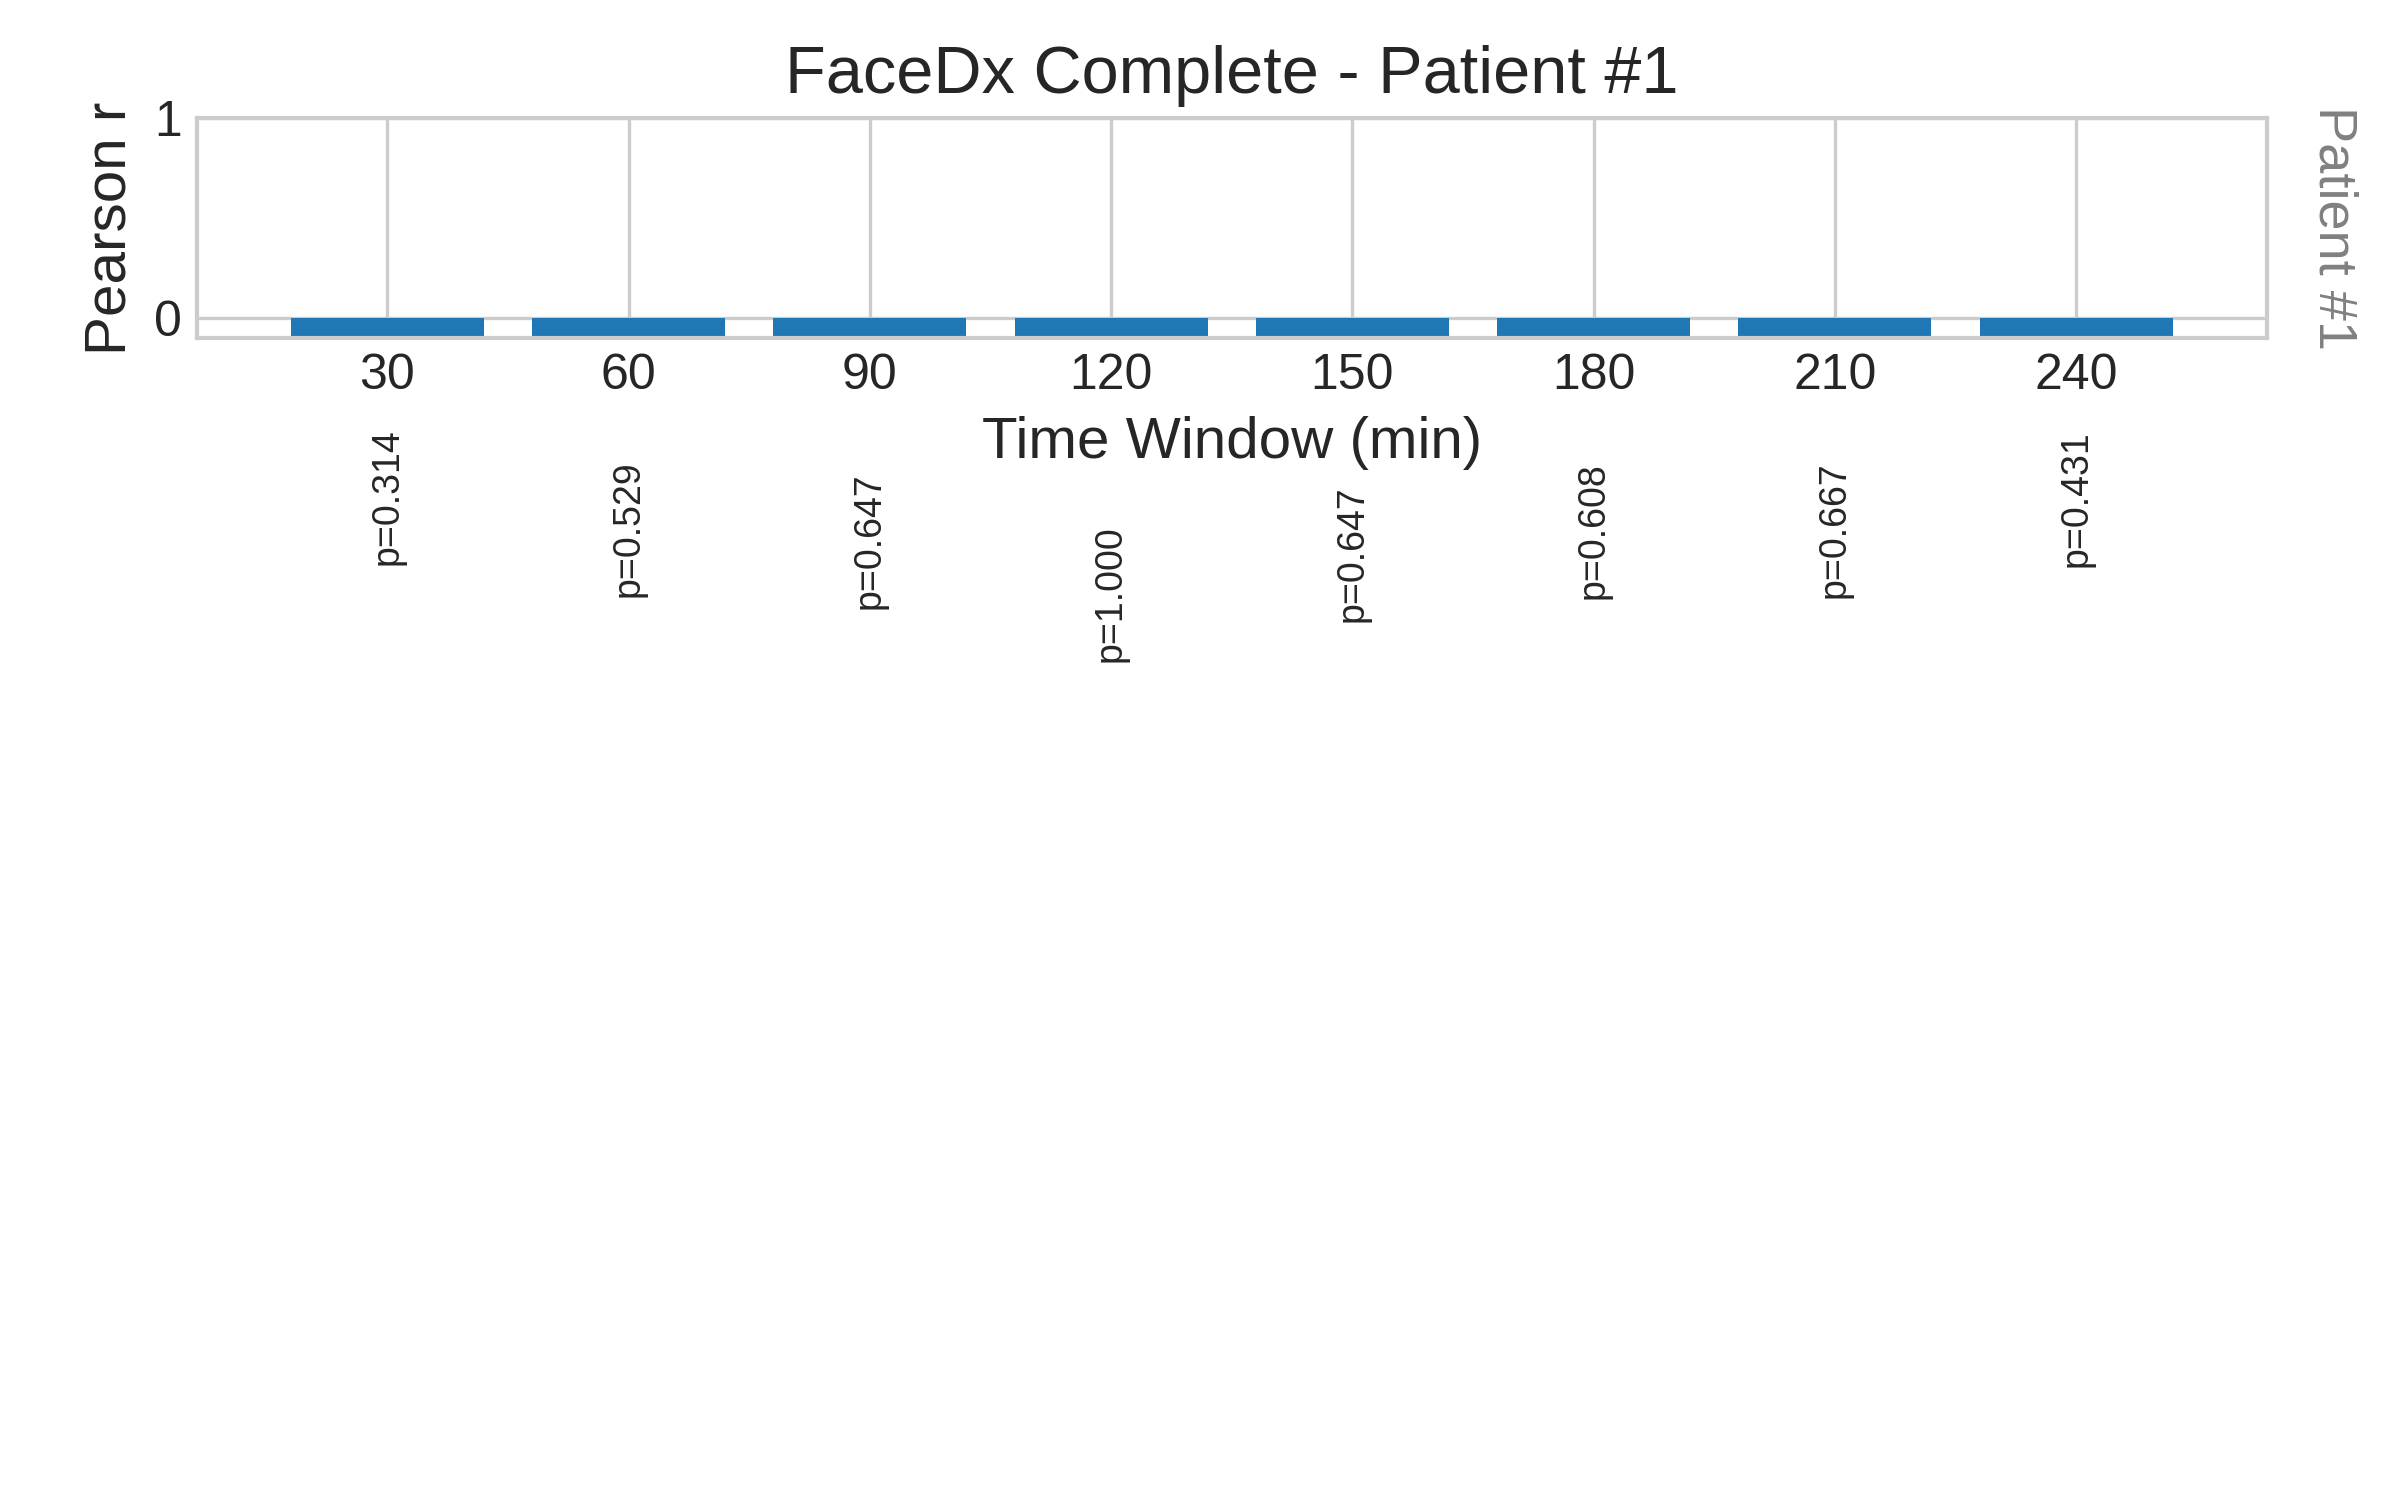 FaceDx Complete - Patient #1
Pearson r
1
0
Patient #1
30 60 90 120 150 180 210 240
Time Window (min)
p=0.314
p=0.529
p=0.647
p=1.000
p=0.647
p=0.608
p=0.667
p=0.431